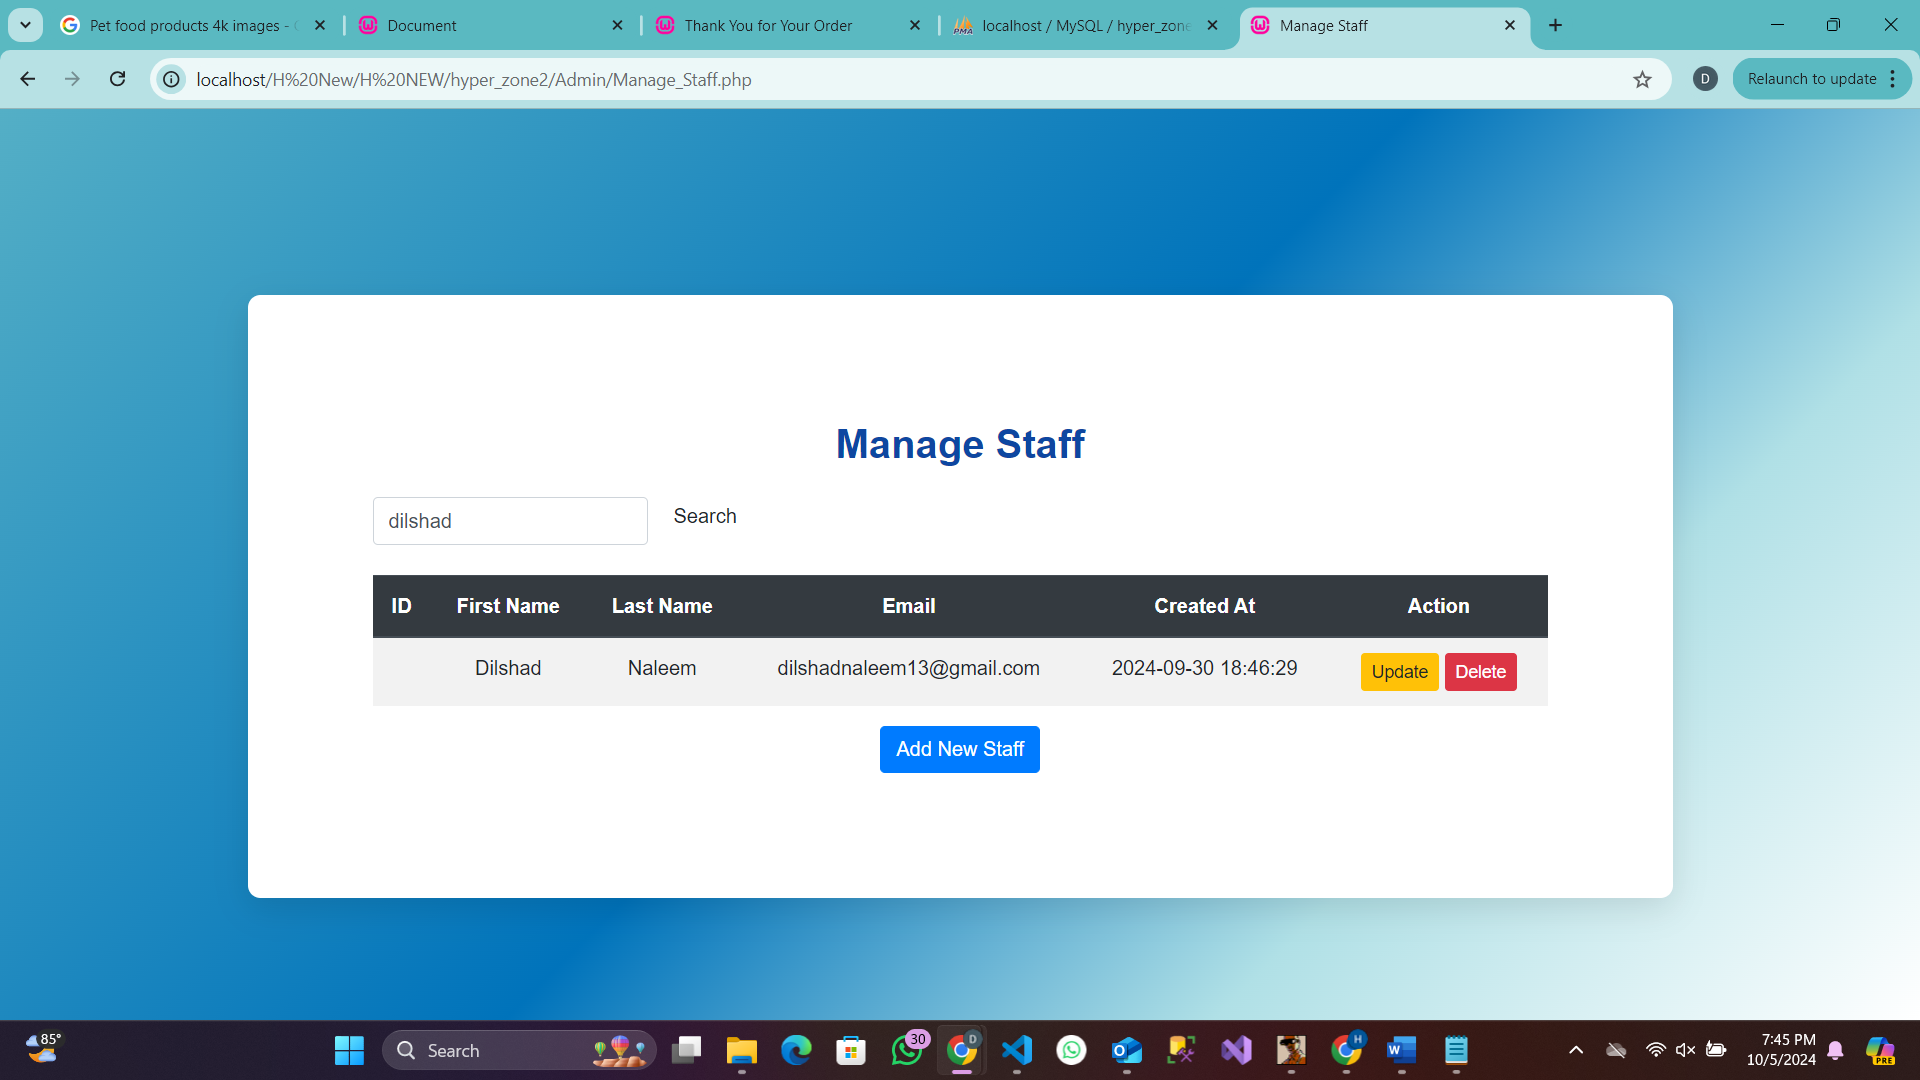 Pet food products 4k images -
Document
Thank You for Your Order
localhost / MySQL / hyper_zone
Manage Staff
localhost/H%20New/H%20NEW/hyper_zone2/Admin/Manage_Staff.php
D
Relaunch to update
Manage Staff
dilshad
Search
ID First Name Last Name Email Created At Action
Dilshad Naleem dilshadnaleem13@gmail.com 2024-09-30 18:46:29 Update Delete
Add New Staff
85°
Search
30
D
H
7:45 PM
10/5/2024
PRE